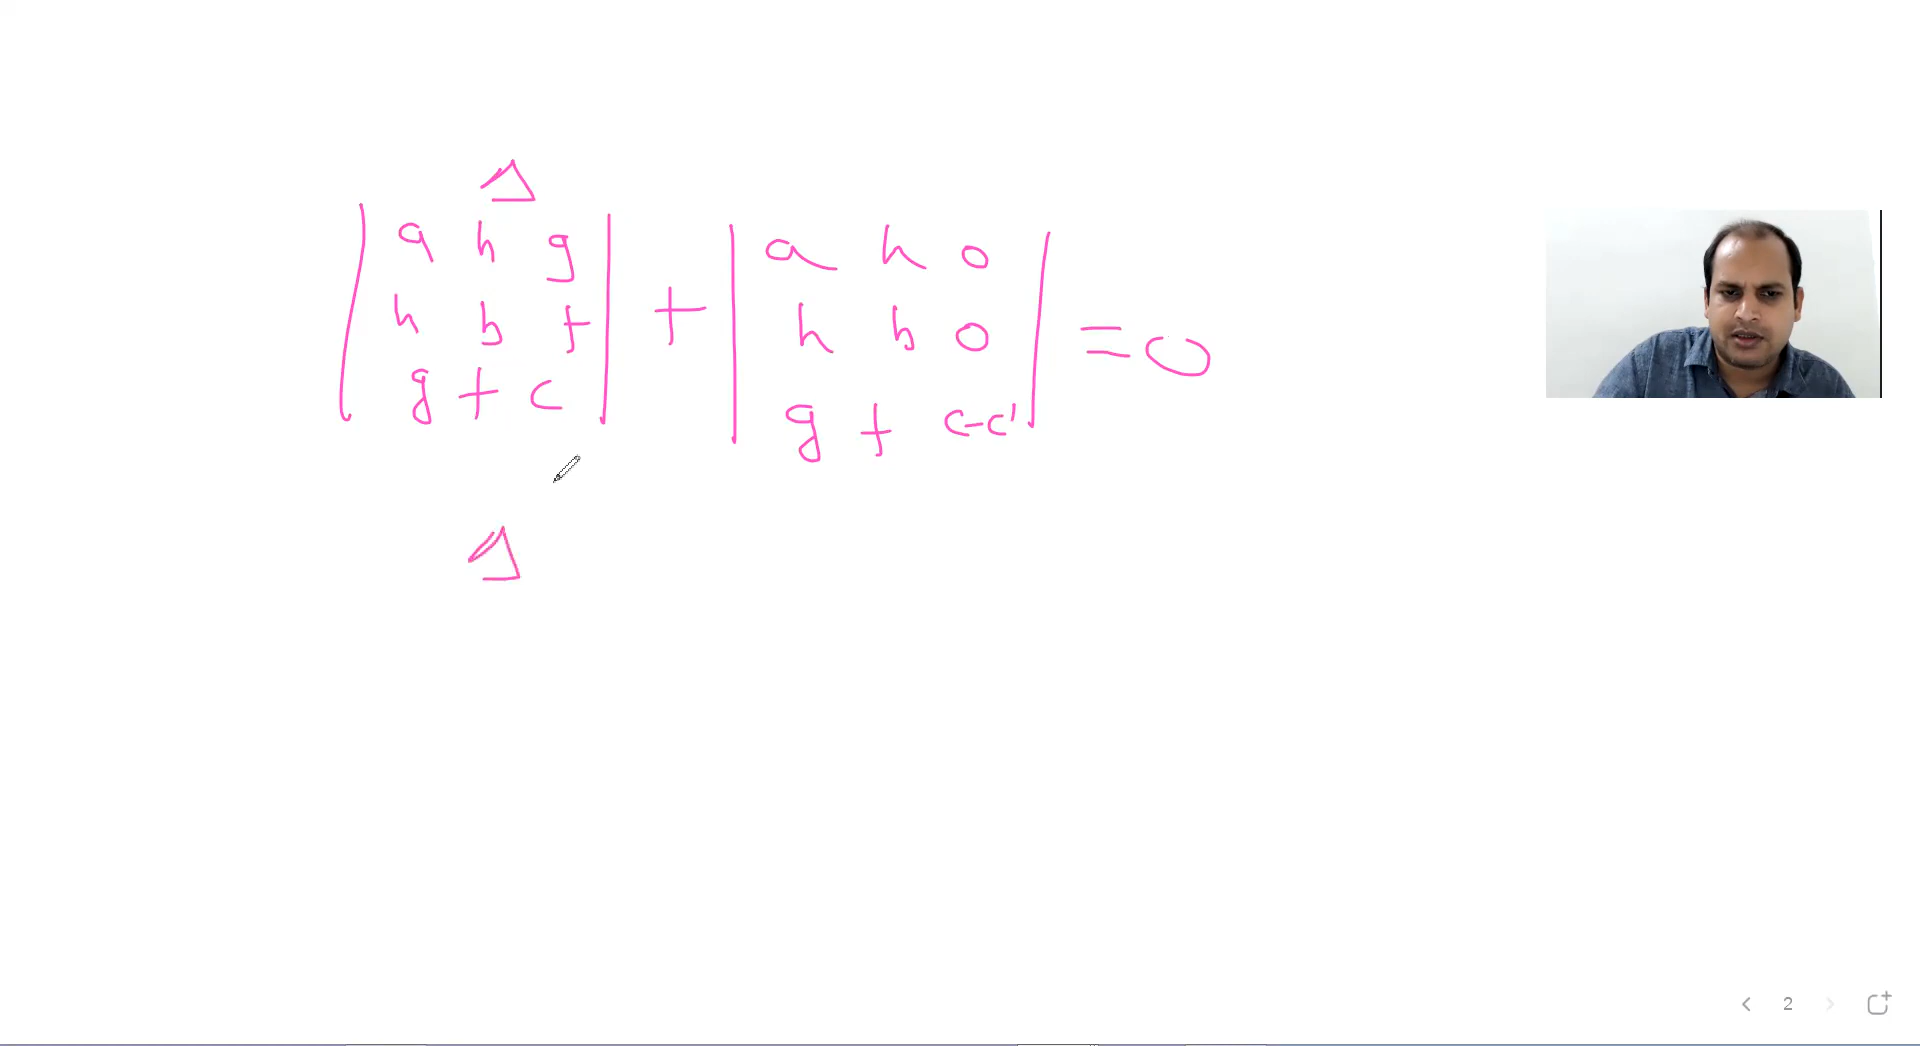 Δ
| a h g | + | a h 0 | = 0
| h b f | | h b 0 |
| g f c | | g f c-c' |
Δ
2